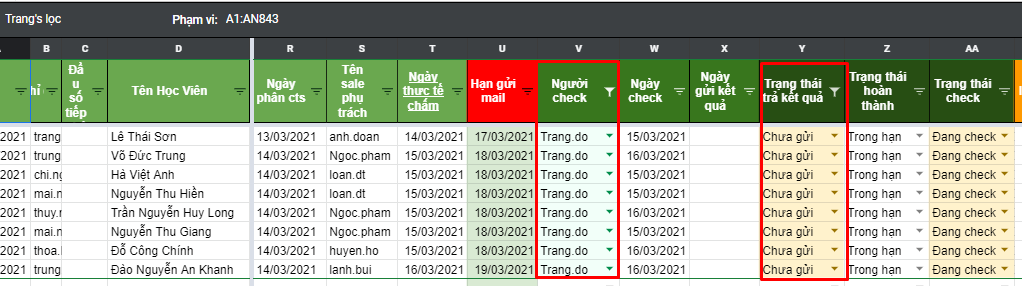 Trang's lọc Phạm vi: A1:AN843
A B C D R S T U V W X Y Z AA
Đầu số tiếp Tên Học Viên Ngày phân cts Tên sale phụ trách Ngày thực tế chấm Hạn gửi mail Người check Ngày check Ngày gửi kết quả Trạng thái trả kết quả Trạng thái hoàn thành Trạng thái check
2021 trang Lê Thái Sơn 13/03/2021 anh.doan 14/03/2021 17/03/2021 Trang.do 15/03/2021 Chưa gửi Trong hạn Đang check
2021 trung Võ Đức Trung 14/03/2021 Ngoc.pham 15/03/2021 18/03/2021 Trang.do 16/03/2021 Chưa gửi Trong hạn Đang check
2021 chi.ng Hà Việt Anh 14/03/2021 loan.dt 15/03/2021 18/03/2021 Trang.do 15/03/2021 Chưa gửi Trong hạn Đang check
2021 mai.n Nguyễn Thu Hiền 14/03/2021 loan.dt 15/03/2021 18/03/2021 Trang.do 15/03/2021 Chưa gửi Trong hạn Đang check
2021 thuy.r Trần Nguyễn Huy Long 14/03/2021 Ngoc.pham 15/03/2021 18/03/2021 Trang.do 16/03/2021 Chưa gửi Trong hạn Đang check
2021 mai.n Nguyễn Thu Giang 14/03/2021 Ngoc.pham 15/03/2021 18/03/2021 Trang.do 15/03/2021 Chưa gửi Trong hạn Đang check
2021 thoa.l Đỗ Công Chính 14/03/2021 huyen.ho 15/03/2021 18/03/2021 Trang.do 16/03/2021 Chưa gửi Trong hạn Đang check
2021 trung Đào Nguyễn An Khanh 14/03/2021 lanh.bui 16/03/2021 19/03/2021 Trang.do 16/03/2021 Chưa gửi Trong hạn Đang check